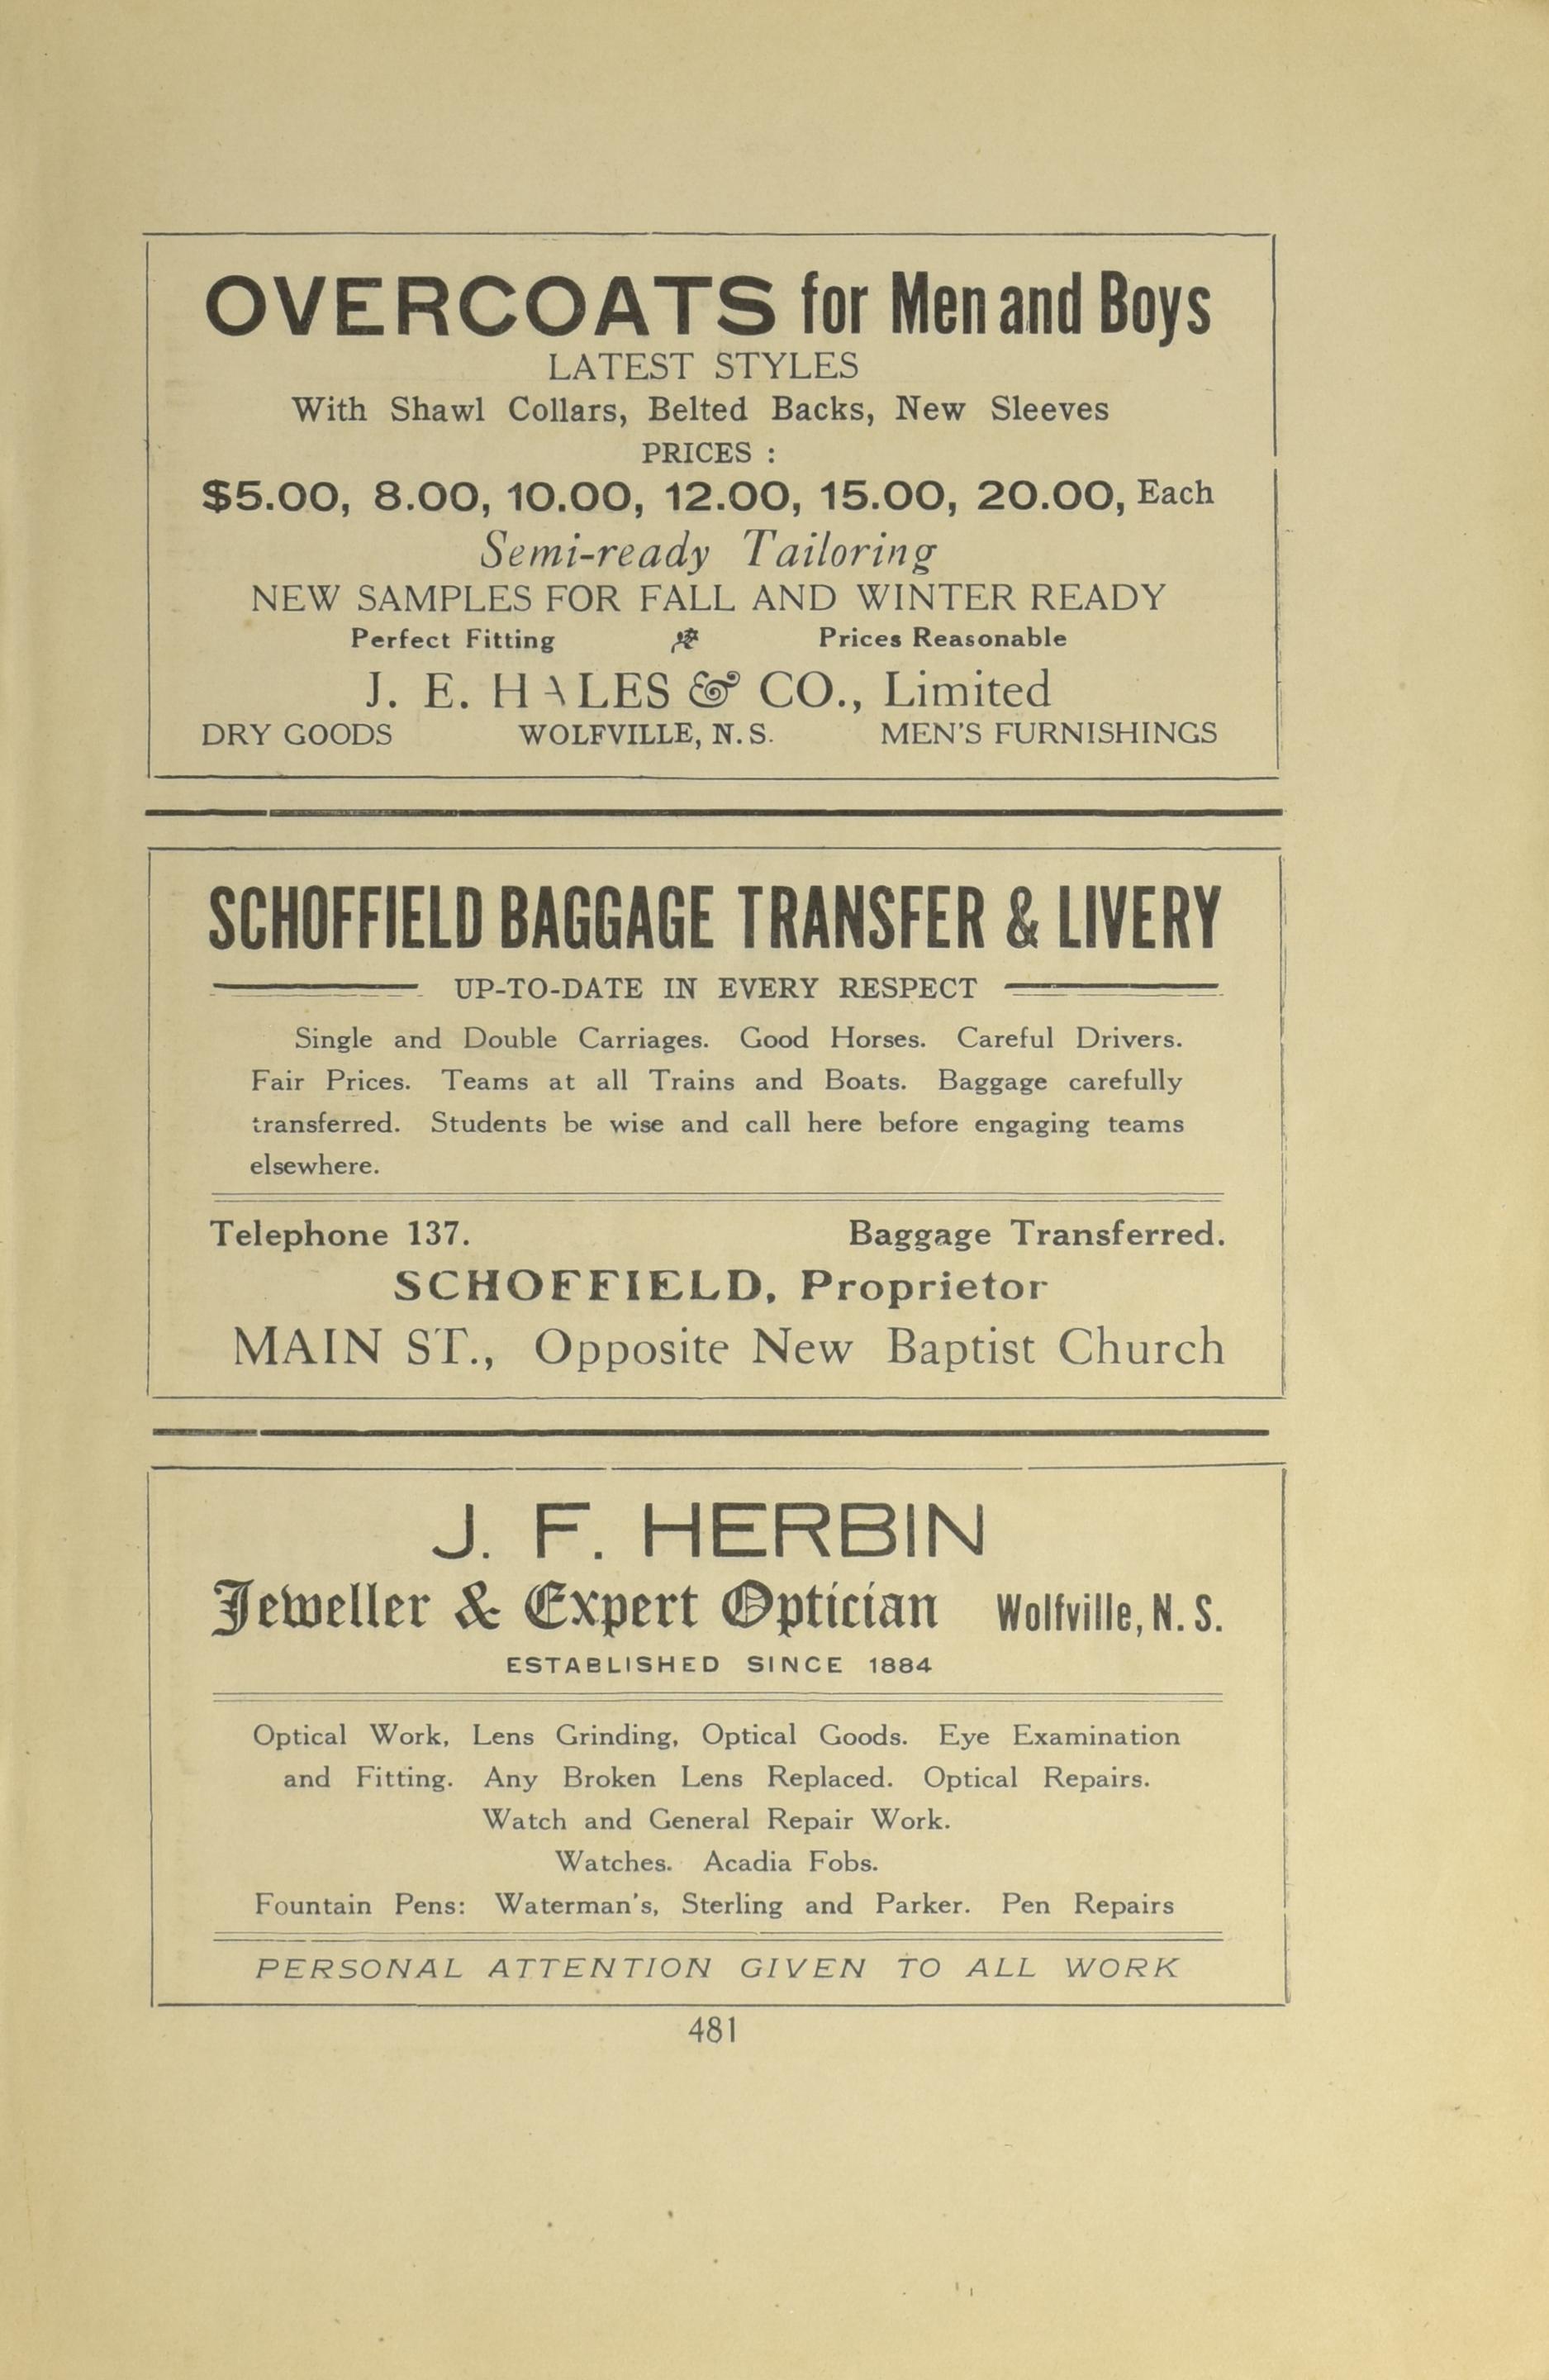 OVERCOATS for Men and Boys
LATEST STYLES
With Shawl Collars, Belted Backs, New Sleeves
PRICES :
$5.00, 8.00, 10.00, 12.00, 15.00, 20.00, Each
Semi-ready Tailoring
NEW SAMPLES FOR FALL AND WINTER READY
Perfect Fitting Prices Reasonable
J. E. HALES & CO., Limited
DRY GOODS WOLFVILLE, N. S. MEN'S FURNISHINGS
SCHOFFIELD BAGGAGE TRANSFER & LIVERY
UP-TO-DATE IN EVERY RESPECT
Single and Double Carriages. Good Horses. Careful Drivers.
Fair Prices. Teams at all Trains and Boats. Baggage carefully
transferred. Students be wise and call here before engaging teams
elsewhere.
Telephone 137. Baggage Transferred.
SCHOFFIELD, Proprietor
MAIN ST., Opposite New Baptist Church
J. F. HERBIN
Jeweller & Expert Optician Wolfville, N. S.
ESTABLISHED SINCE 1884
Optical Work, Lens Grinding, Optical Goods. Eye Examination
and Fitting. Any Broken Lens Replaced. Optical Repairs.
Watch and General Repair Work.
Watches. Acadia Fobs.
Fountain Pens: Waterman's, Sterling and Parker. Pen Repairs
PERSONAL ATTENTION GIVEN TO ALL WORK
481